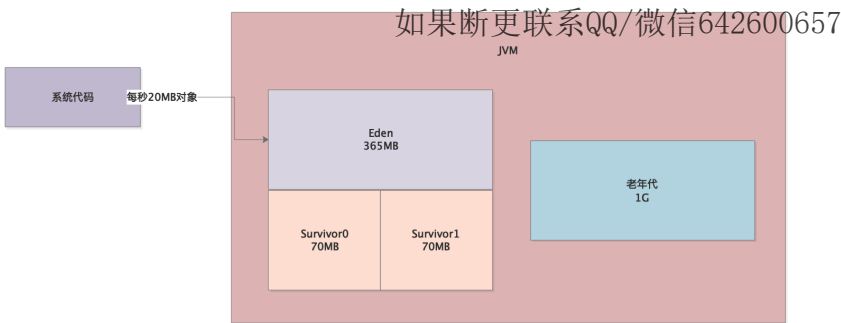 如果断更联系QQ/微信642600657
JVM
系统代码
每秒20MB对象
Eden
365MB
老年代
1G
Survivor0
70MB
Survivor1
70MB